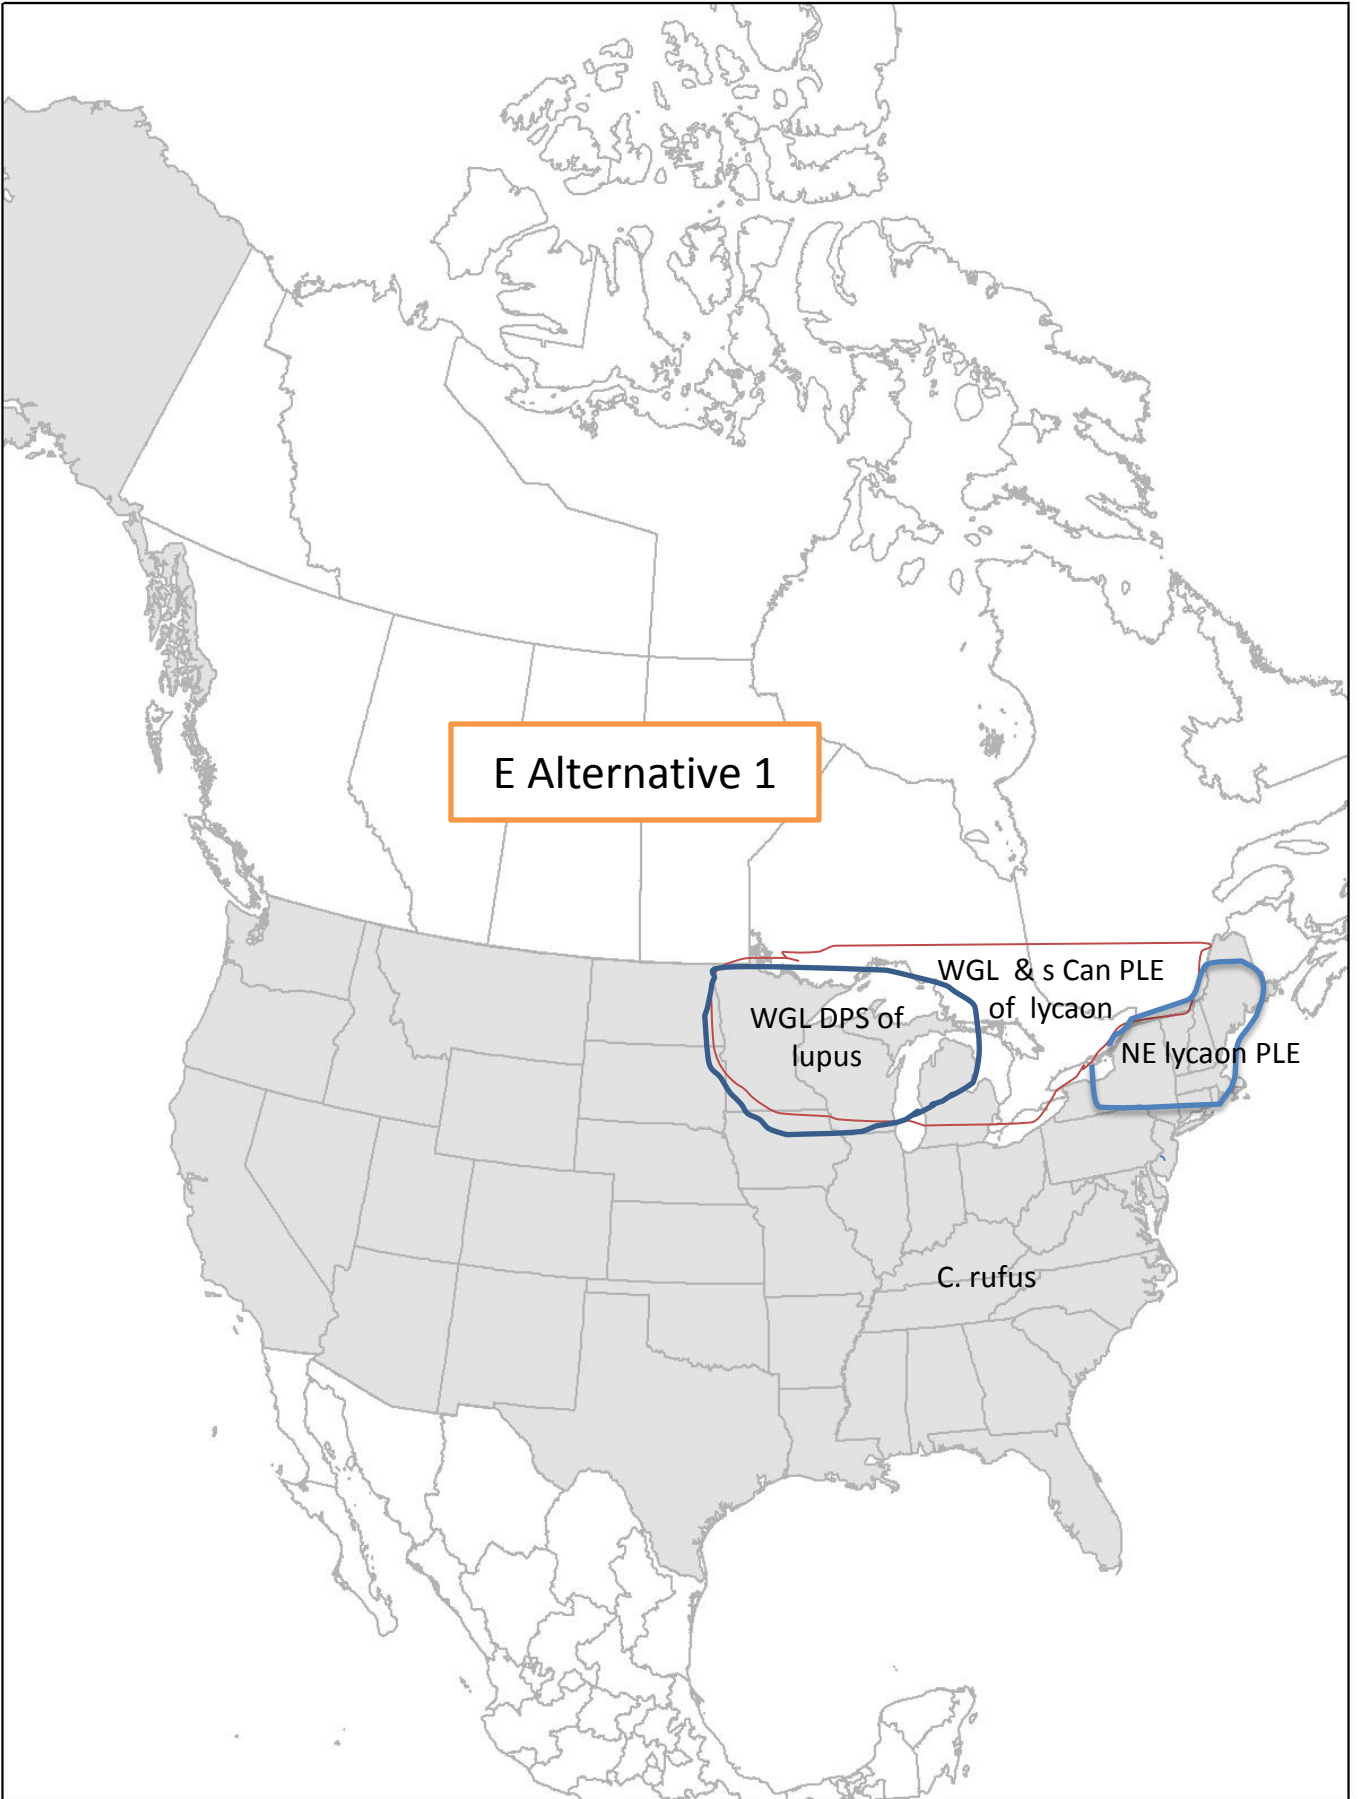 E Alternative 1
WGL & s Can PLE
of lycaon
WGL DPS of
lupus
NE lycaon PLE
C. rufus